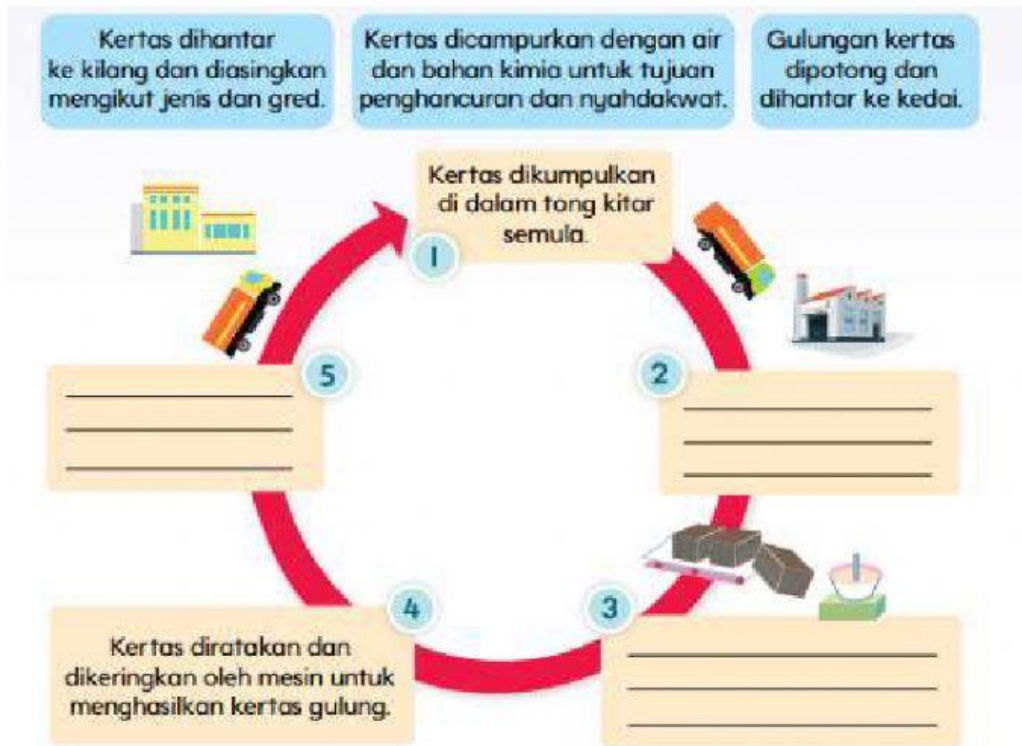 Kertas dihantar
ke kilang dan diasingkan
mengikut jenis dan gred.
Kertas dicampurkan dengan air
dan bahan kimia untuk tujuan
penghancuran dan nyahdakwat.
Gulungan kertas
dipotong dan
dihantar ke kedai.
Kertas dikumpulkan
di dalam tong kitar
semula.
1
2
3
4
Kertas diratakan dan
dikeringkan oleh mesin untuk
menghasilkan kertas gulung.
5